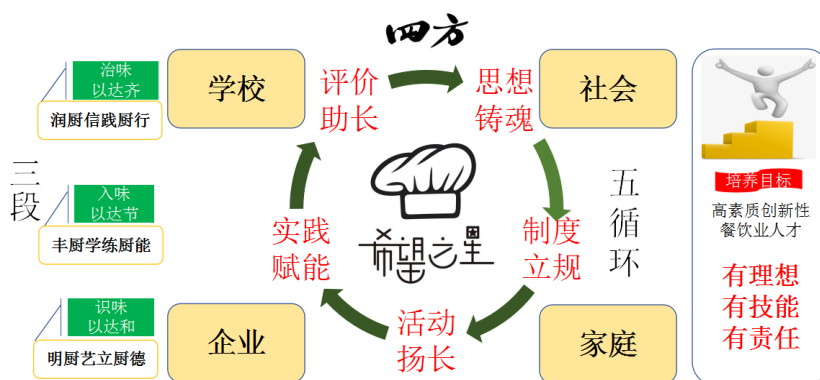 四方
治味
以达齐
润厨信践厨行
三
段
入味
以达节
丰厨学练厨能
识味
以达和
明厨艺立厨德
学校
社会
企业
家庭
评价
助长
思想
铸魂
制度
立规
活动
扬长
实践
赋能
希望之星
五
循
环
培养目标
高素质创新性
餐饮业人才
有理想
有技能
有责任